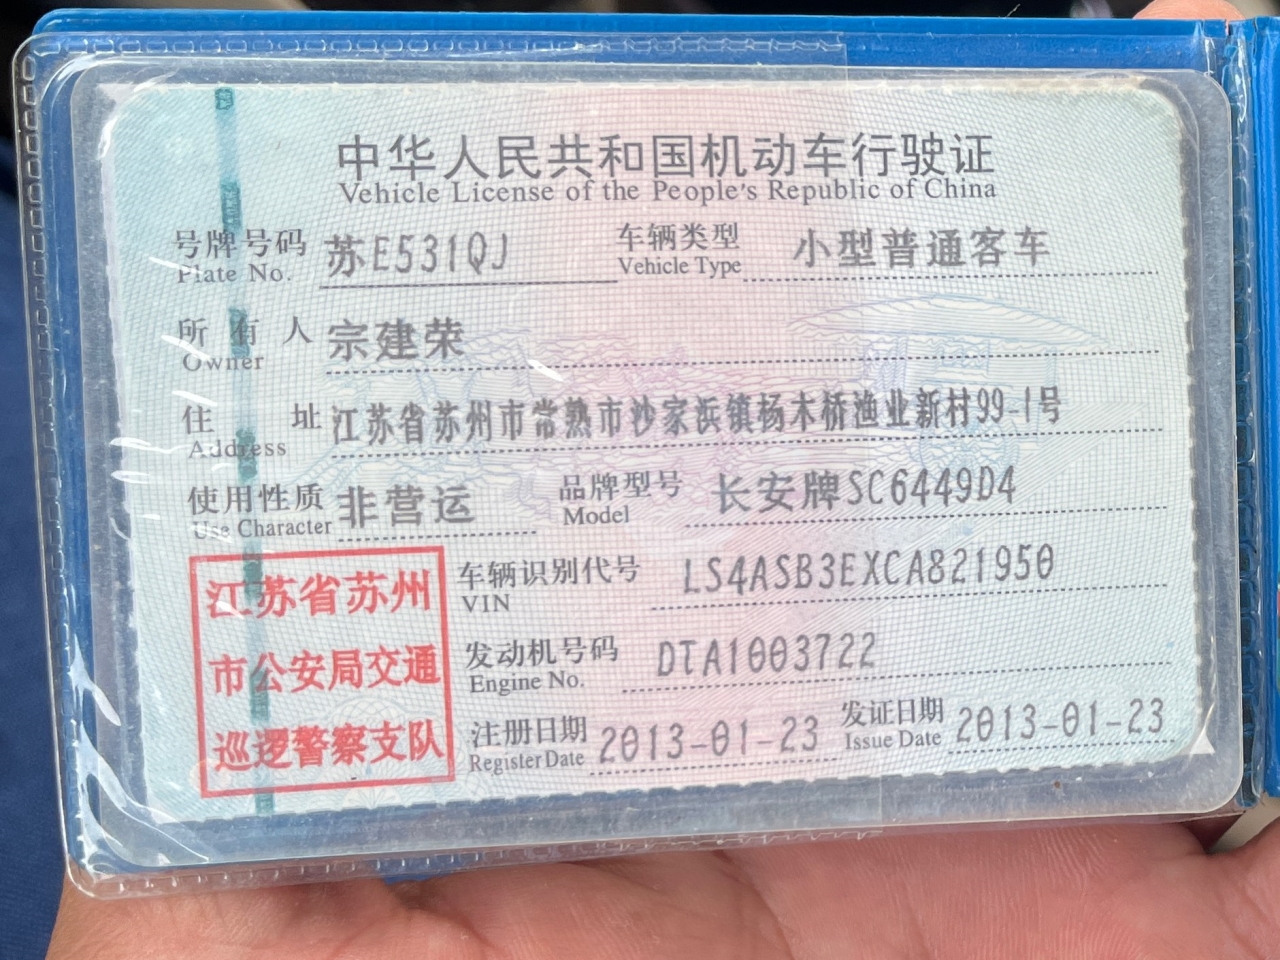 中华人民共和国机动车行驶证
Vehicle License of the People's Republic of China
号牌号码 苏E531QJ 车辆类型 小型普通客车
Plate No. Vehicle Type
所有人 宗建荣
Owner
住址 江苏省苏州市常熟市沙家浜镇杨木桥渔业新村99-1号
Address
使用性质 非营运 品牌型号 长安牌SC6449D4
Use Character Model
江苏省苏州
市公安局交通
巡逻警察支队
车辆识别代号 LS4ASB3EXCA821950
VIN
发动机号码 DTA1003722
Engine No.
注册日期 2013-01-23 发证日期 2013-01-23
Register Date Issue Date